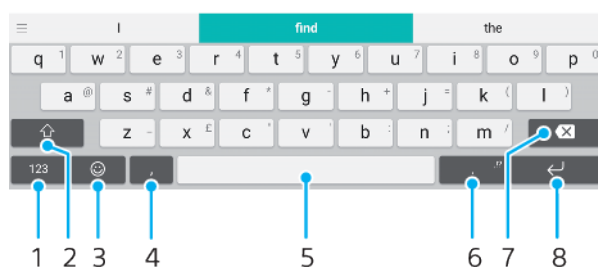 I find the
q 1 w 2 e 3 r 4 t 5 y 6 u 7 i 8 o 9 p 0
a @ s # d & f * g - h + j = k ( l )
z _ x £ c " v ' b : n ; m /
123 , . ,!?
1 2 3 4 5 6 7 8